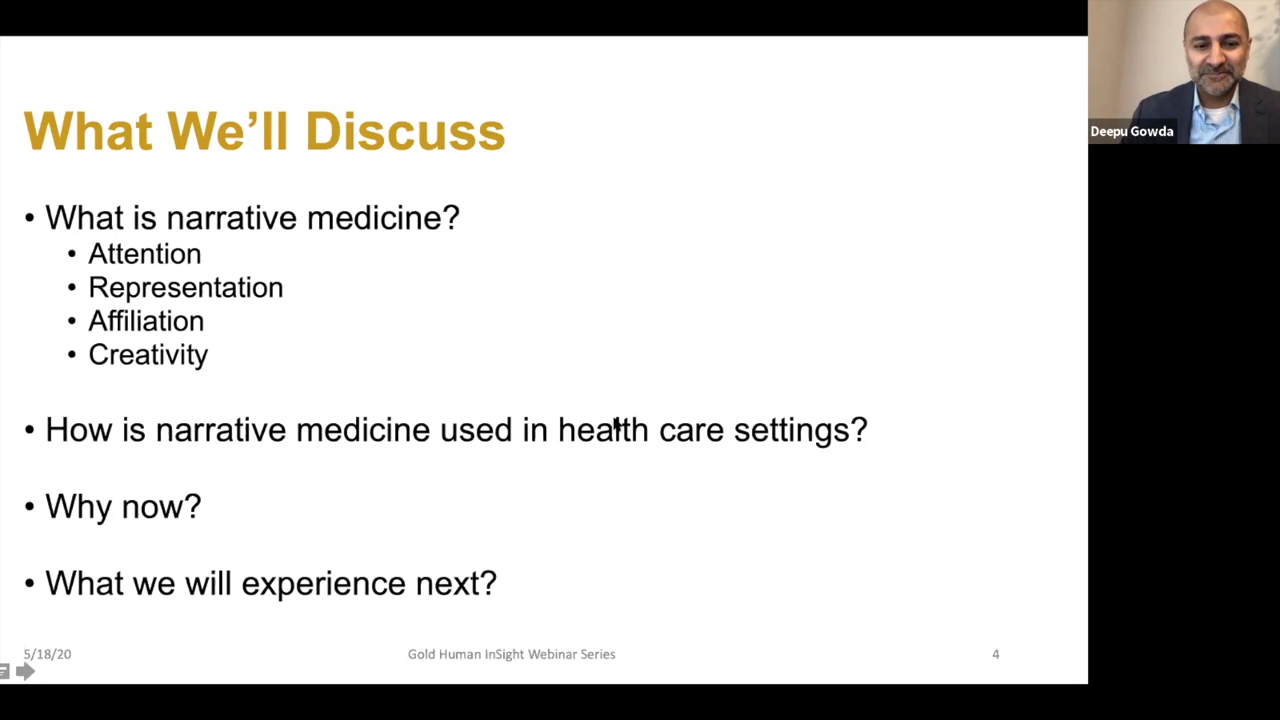 What We’ll Discuss
• What is narrative medicine?
• Attention
• Representation
• Affiliation
• Creativity
• How is narrative medicine used in health care settings?
• Why now?
• What we will experience next?
5/18/20
Gold Human InSight Webinar Series
4
Deepu Gowda